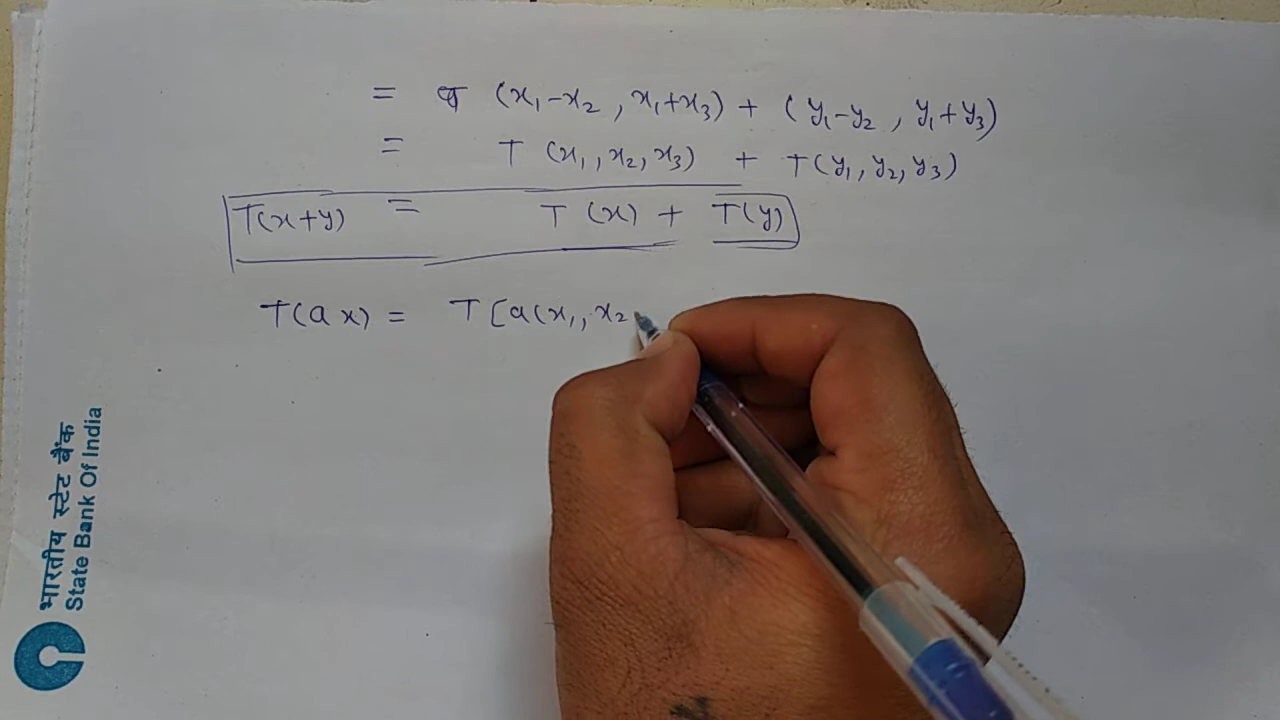 = (x₁-x₂, x₁+x₃) + (y₁-y₂, y₁+y₃)
= T (x₁, x₂, x₃) + T(y₁, y₂, y₃)
T(x+y) = T(x) + T(y)
T(ax) = T[a(x₁, x₂
भारतीय स्टेट बैंक
State Bank Of India